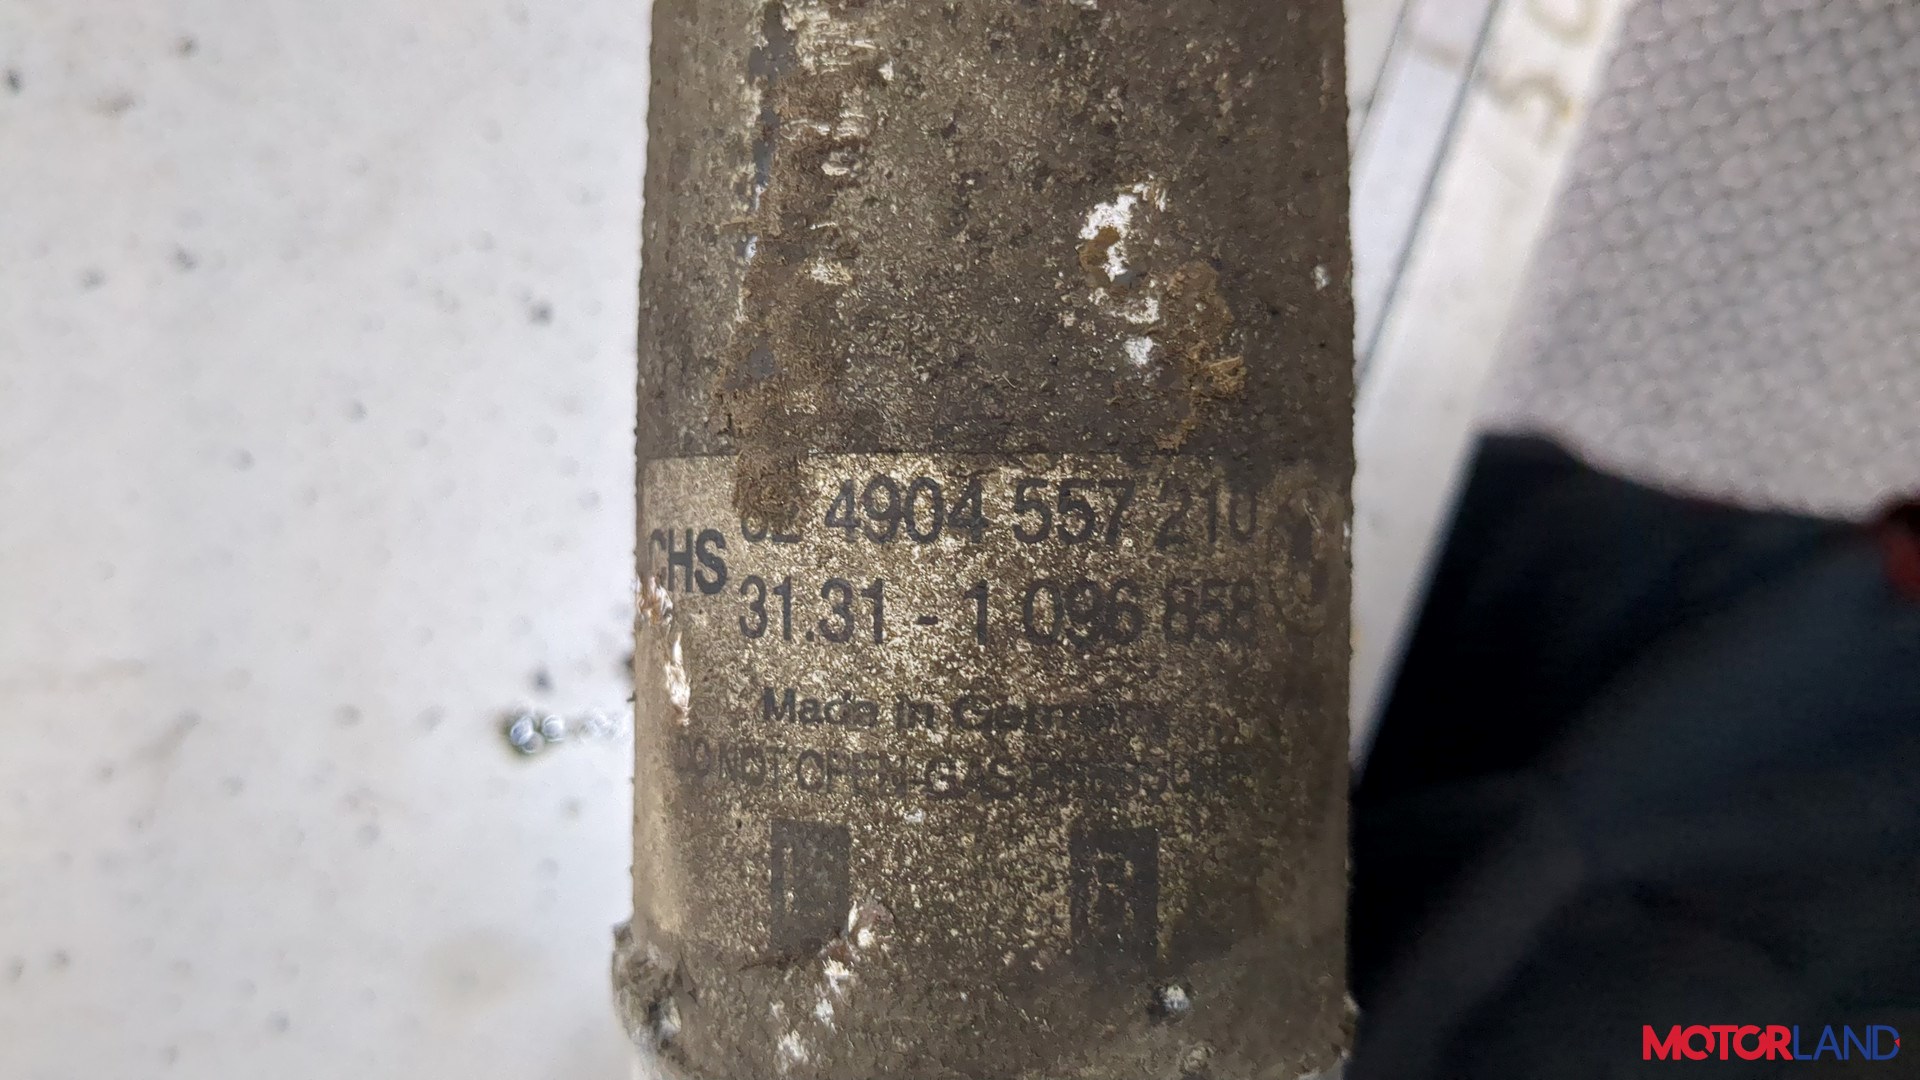 4904 557 210
CHS
31.31 - 1 096 858
Made in Germany
DO NOT OPEN-GAS PRESSURE
L R
MOTORLAND